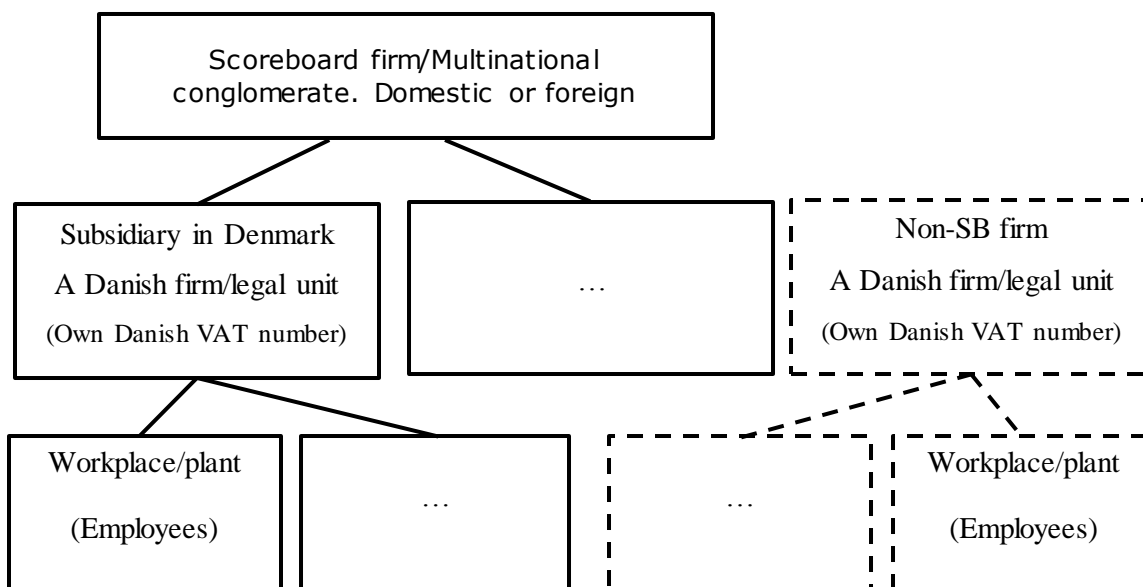 Scoreboard firm/Multinational
conglomerate. Domestic or foreign
Subsidiary in Denmark
A Danish firm/legal unit
(Own Danish VAT number)
…
Non-SB firm
A Danish firm/legal unit
(Own Danish VAT number)
Workplace/plant
(Employees)
…
…
Workplace/plant
(Employees)